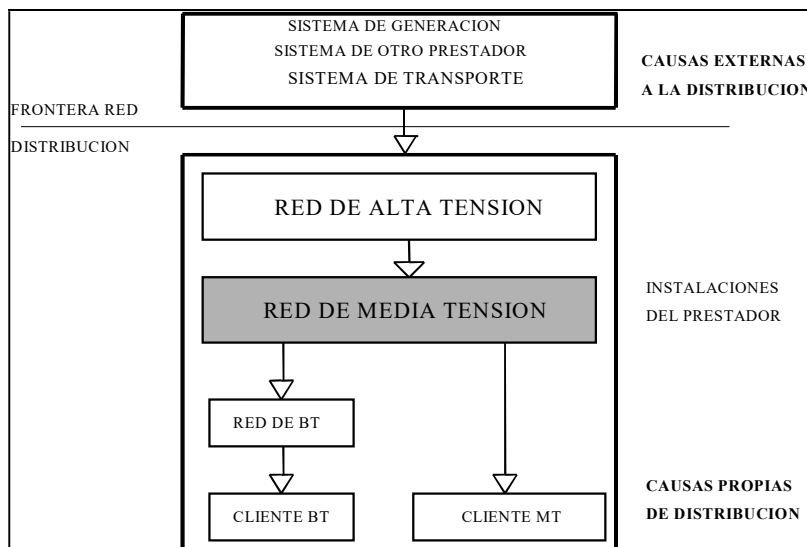 SISTEMA DE GENERACION
SISTEMA DE OTRO PRESTADOR
SISTEMA DE TRANSPORTE
CAUSAS EXTERNAS
A LA DISTRIBUCION
FRONTERA RED
DISTRIBUCION
RED DE ALTA TENSION
RED DE MEDIA TENSION
INSTALACIONES
DEL PRESTADOR
RED DE BT
CLIENTE BT
CLIENTE MT
CAUSAS PROPIAS
DE DISTRIBUCION